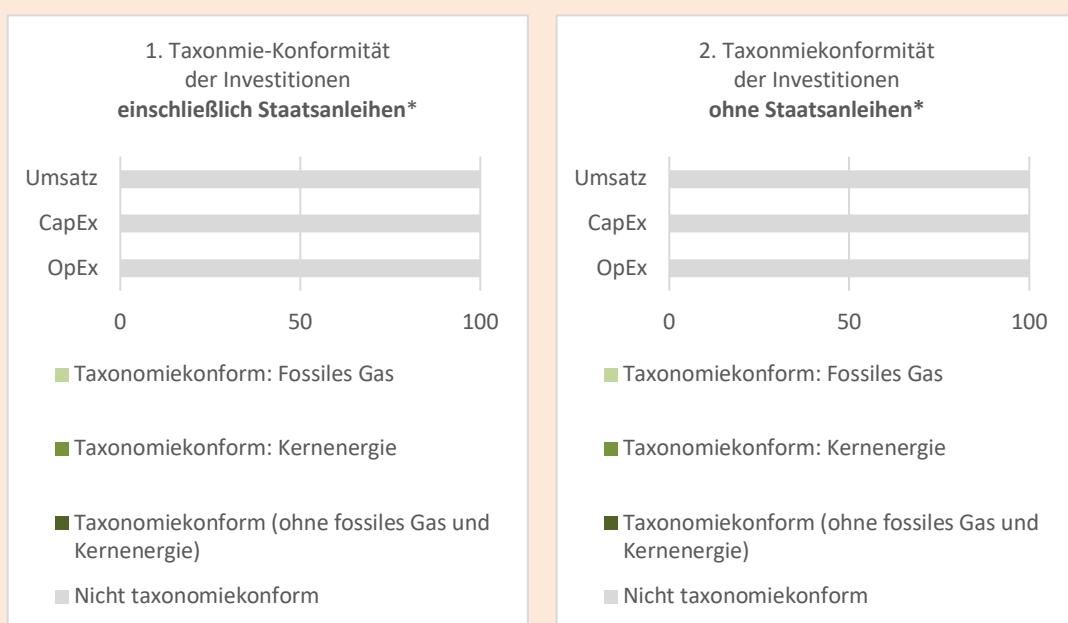 1. Taxonmie-Konformität
der Investitionen
einschließlich Staatsanleihen*
Umsatz
CapEx
OpEx
0 50 100
Taxonomiekonform: Fossiles Gas
Taxonomiekonform: Kernenergie
Taxonomiekonform (ohne fossiles Gas und
Kernenergie)
Nicht taxonomiekonform
2. Taxonmiekonformität
der Investitionen
ohne Staatsanleihen*
Umsatz
CapEx
OpEx
0 50 100
Taxonomiekonform: Fossiles Gas
Taxonomiekonform: Kernenergie
Taxonomiekonform (ohne fossiles Gas und
Kernenergie)
Nicht taxonomiekonform